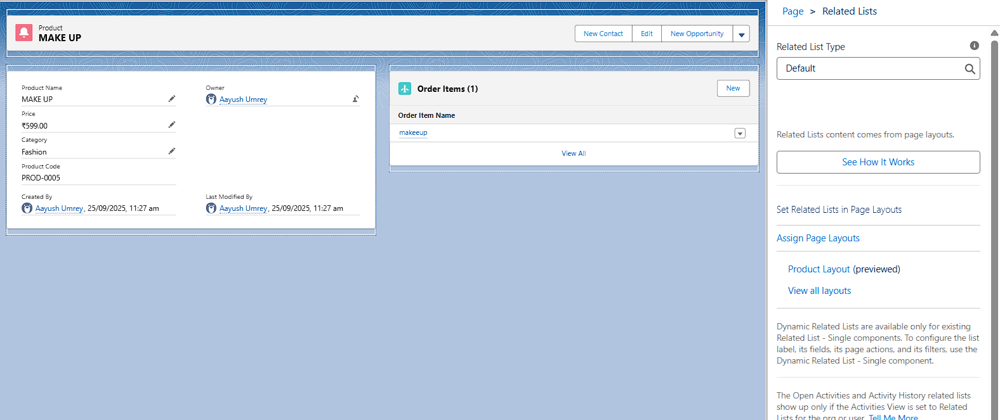 Product
MAKE UP
New Contact
Edit
New Opportunity
Product Name
MAKE UP
Owner
Aayush Umrey
Price
₹599.00
Category
Fashion
Product Code
PROD-0005
Created By
Aayush Umrey, 25/09/2025, 11:27 am
Last Modified By
Aayush Umrey, 25/09/2025, 11:27 am
Order Items (1)
New
Order Item Name
makeeup
View All
Page > Related Lists
Related List Type
Default
Related Lists content comes from page layouts.
See How It Works
Set Related Lists in Page Layouts
Assign Page Layouts
Product Layout (previewed)
View all layouts
Dynamic Related Lists are available only for existing
Related List - Single components. To configure the list
label, its fields, its page actions, and its filters, use the
Dynamic Related List - Single component.
The Open Activities and Activity History related lists
show up only if the Activities View is set to Related
Lists for the org or user. Tell Me More